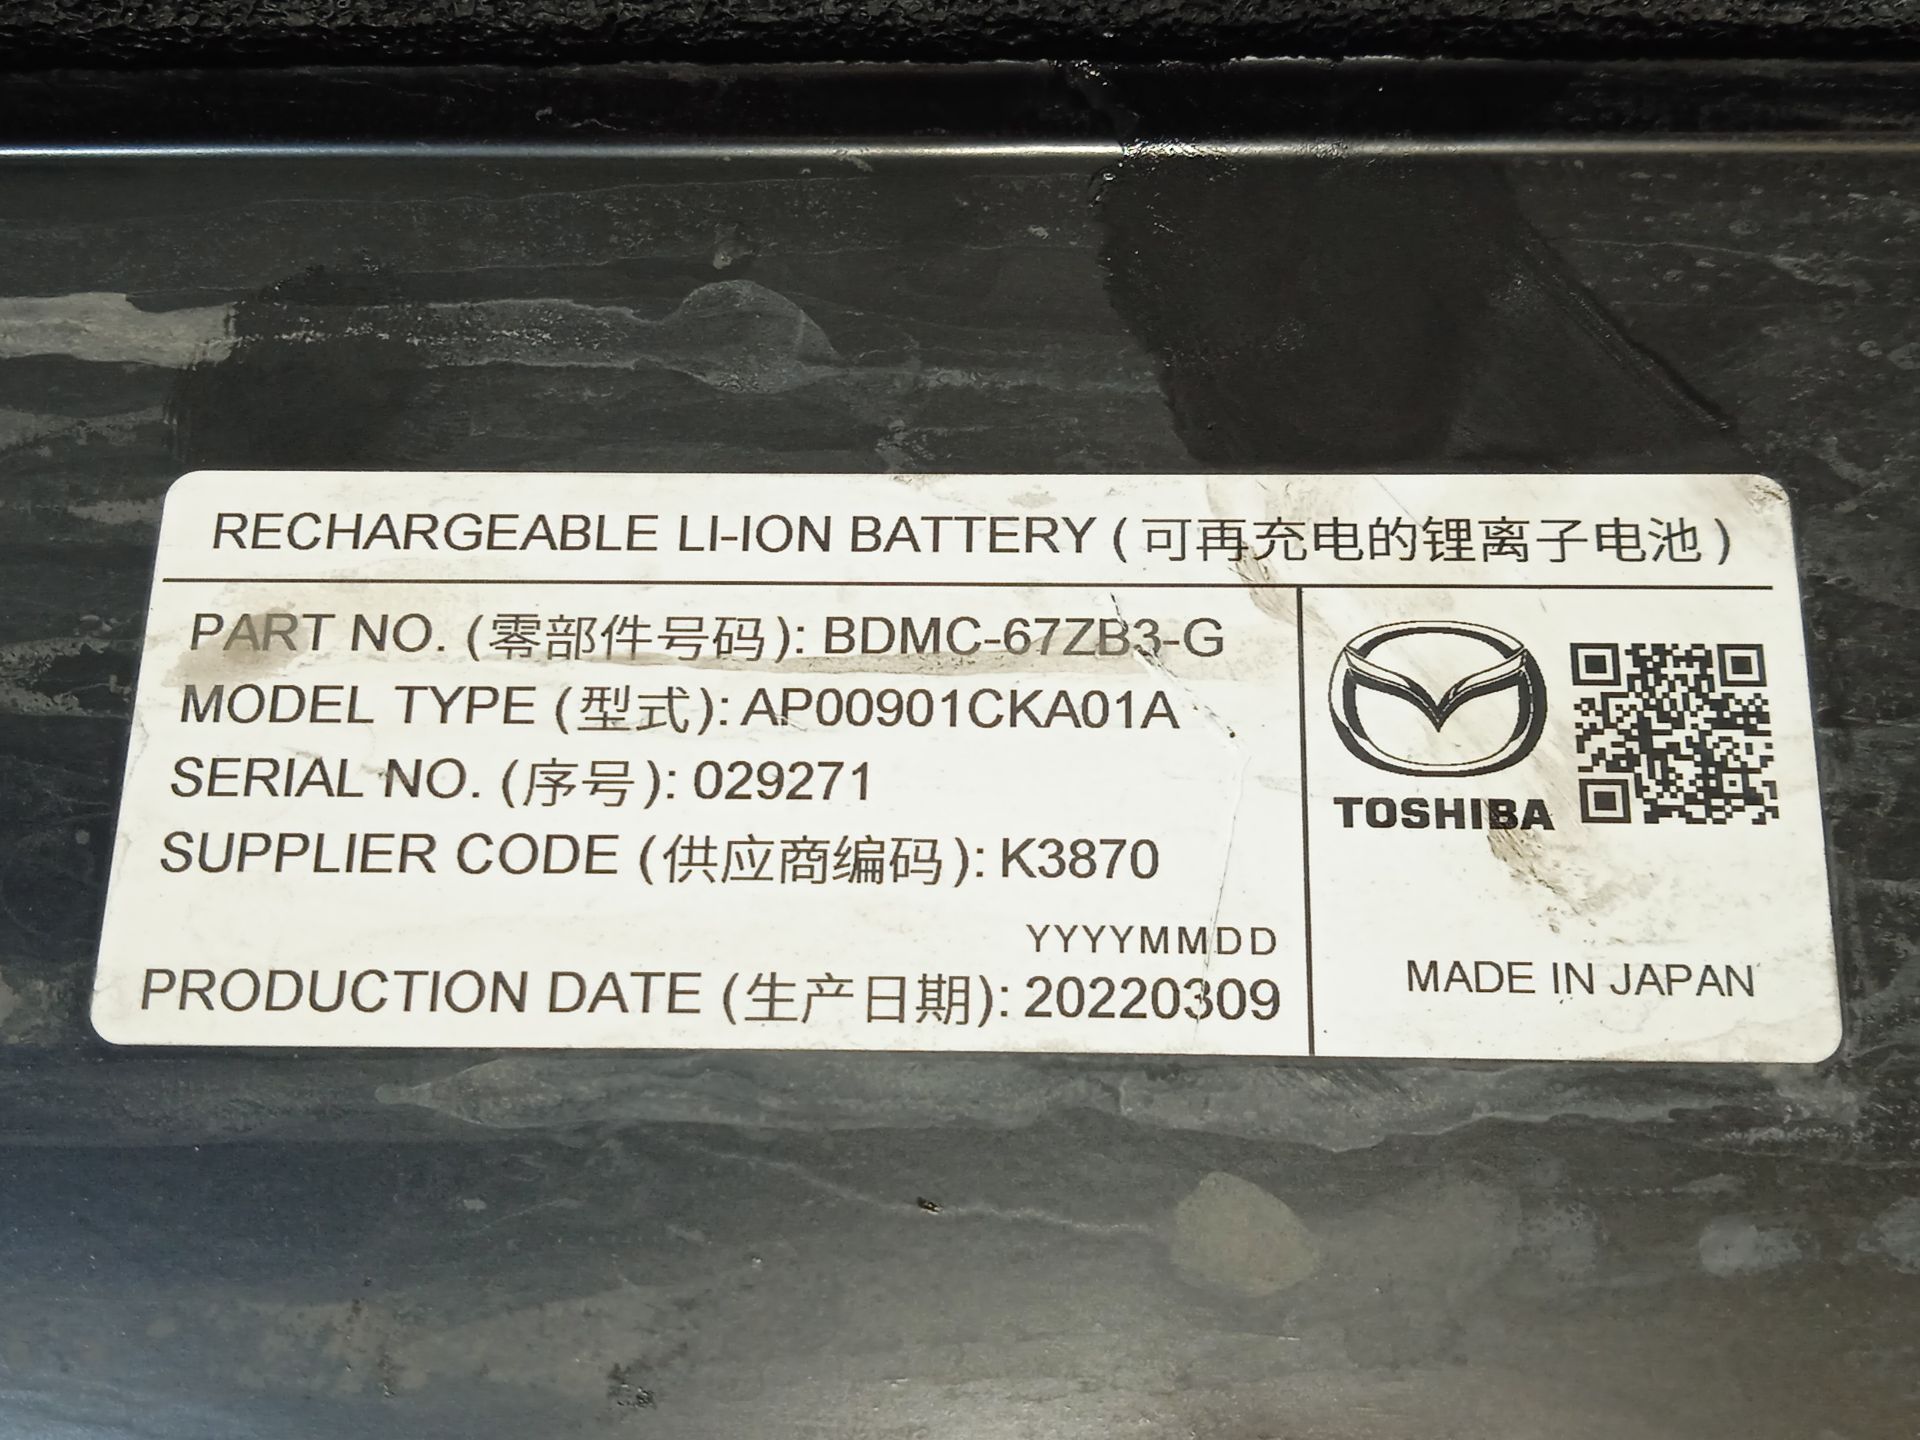 RECHARGEABLE LI-ION BATTERY (可再充电的锂离子电池)
PART NO. (零部件号码): BDMC-67ZB3-G
MODEL TYPE (型式): AP00901CKA01A
SERIAL NO. (序号): 029271
SUPPLIER CODE (供应商编码): K3870
YYYYMMDD
PRODUCTION DATE (生产日期): 20220309
TOSHIBA
MADE IN JAPAN